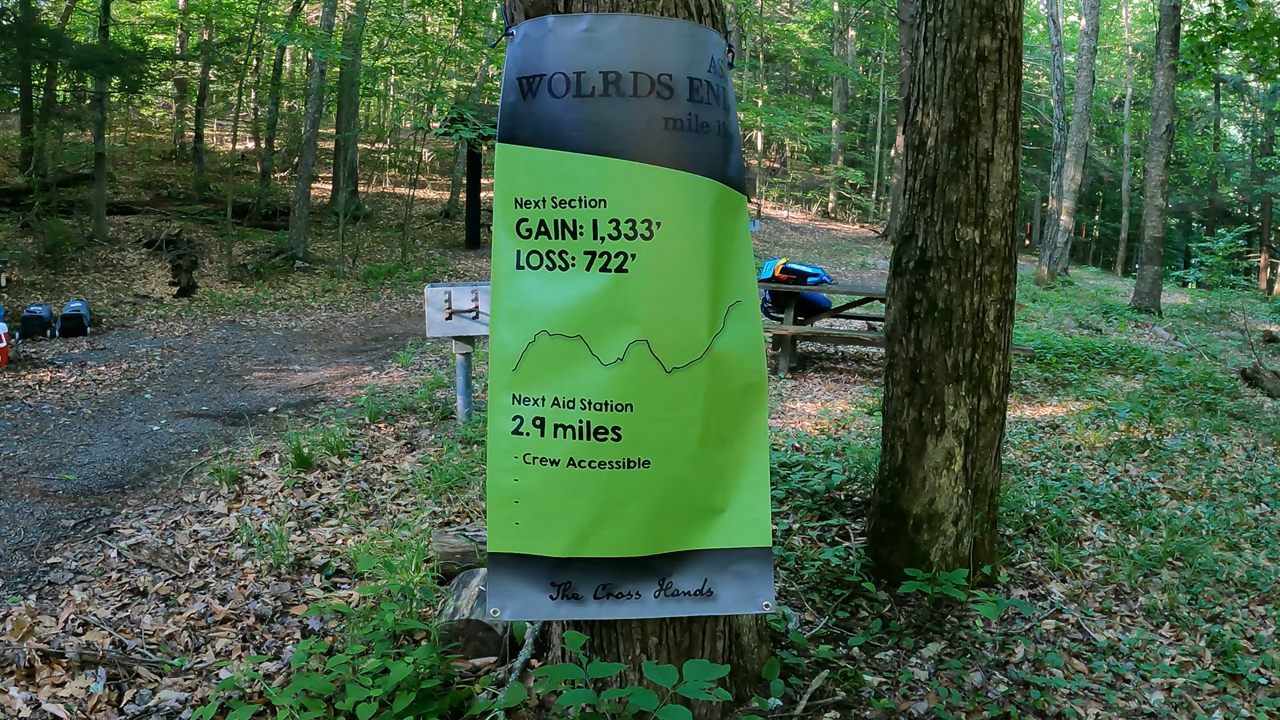 WOLRDS EN
mile
Next Section
GAIN: 1,333'
LOSS: 722'
Next Aid Station
2.9 miles
- Crew Accessible
-
-
-
The Cross Hands